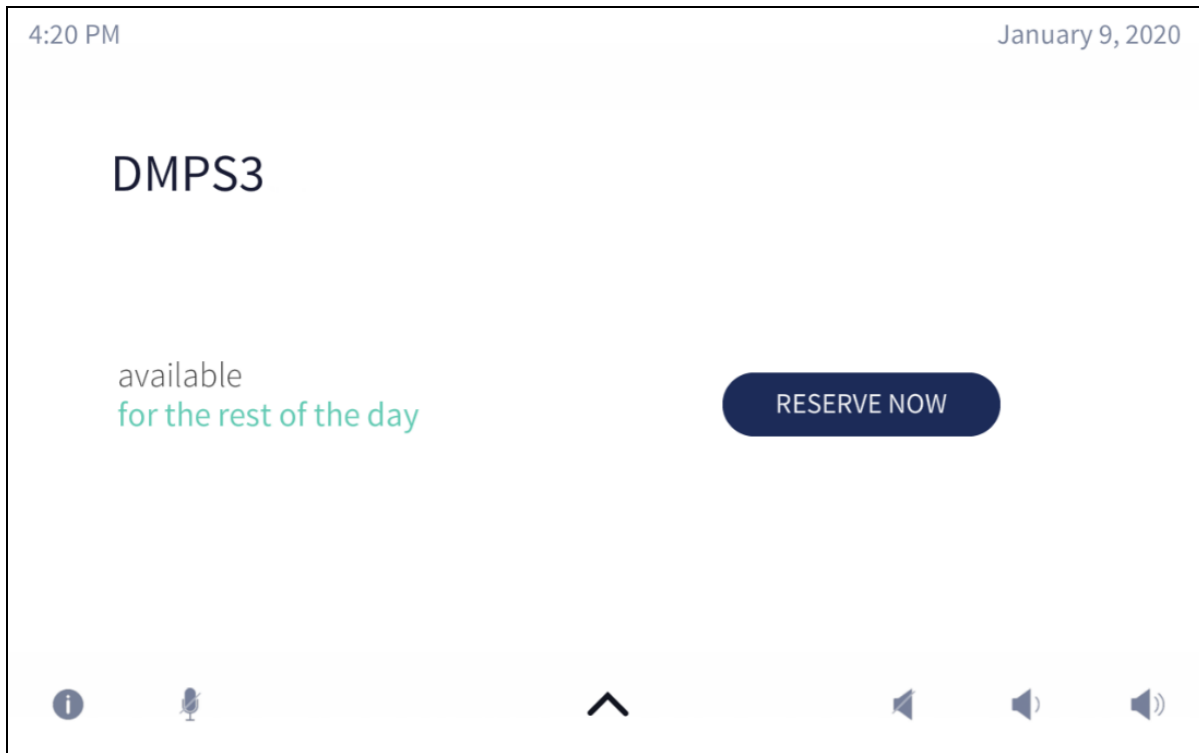 4:20 PM
January 9, 2020
DMPS3
available
for the rest of the day
RESERVE NOW